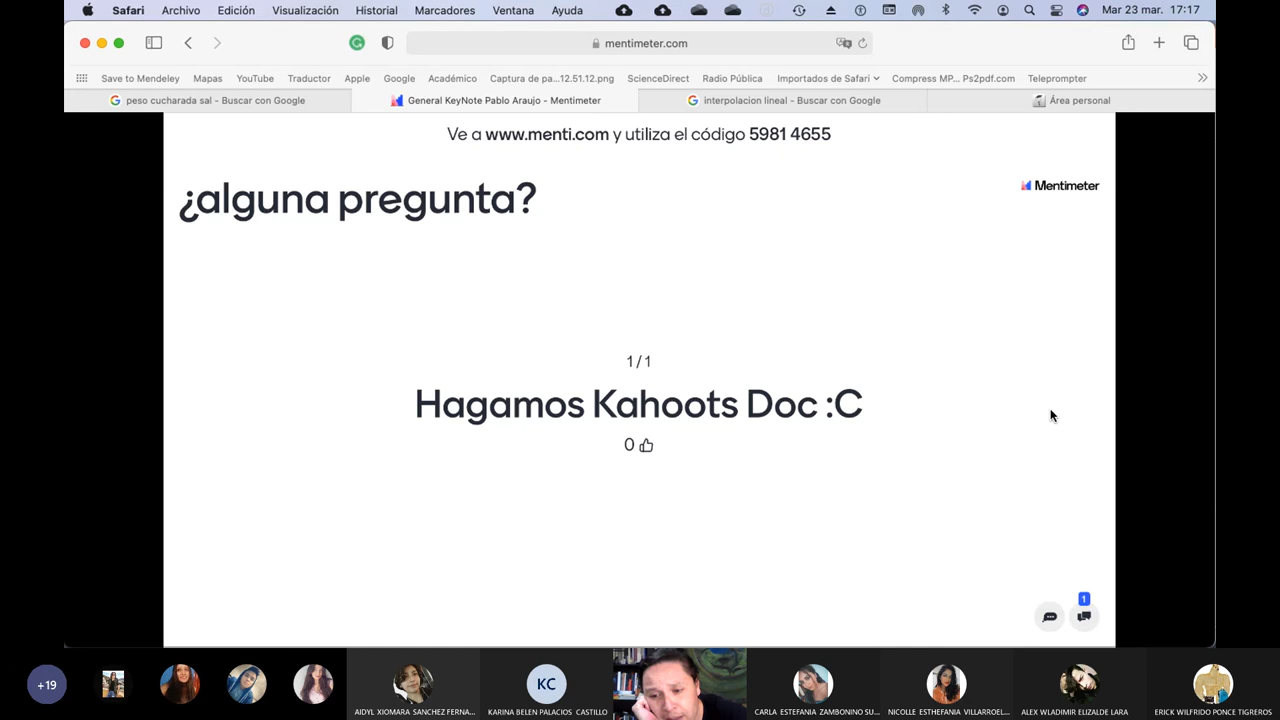 Safari Archivo Edición Visualización Historial Marcadores Ventana Ayuda Mar 23 mar. 17:17
mentimeter.com
Save to Mendeley Mapas YouTube Traductor Apple Google Académico Captura de pa...12.51.12.png ScienceDirect Radio Pública Importados de Safari Compress MP... Ps2pdf.com Teleprompter
peso cucharada sal - Buscar con Google General KeyNote Pablo Araujo - Mentimeter interpolacion lineal - Buscar con Google Área personal
Ve a www.menti.com y utiliza el código 5981 4655
¿alguna pregunta?
Mentimeter
1 / 1
Hagamos Kahoots Doc :C
0
1
+19
KC
AIDYL XIOMARA SANCHEZ FERNA... KARINA BELEN PALACIOS CASTILLO CARLA ESTEFANIA ZAMBONINO SU... NICOLLE ESTHEFANIA VILLARROEL... ALEX WLADIMIR ELIZALDE LARA ERICK WILFRIDO PONCE TIGREROS